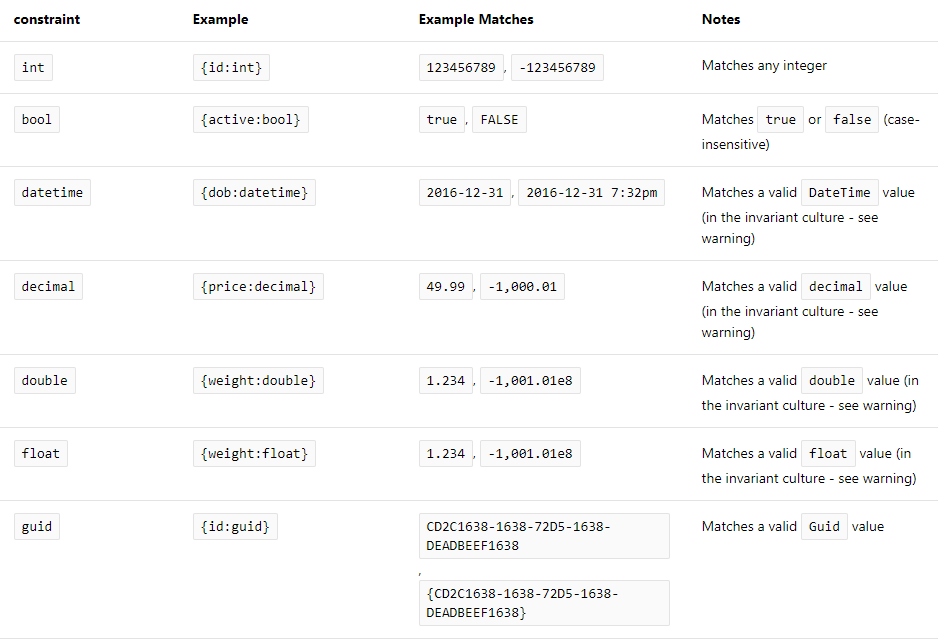 constraint Example Example Matches Notes
int {id:int} 123456789 , -123456789 Matches any integer
bool {active:bool} true , FALSE Matches true or false (case-
insensitive)
datetime {dob:datetime} 2016-12-31 , 2016-12-31 7:32pm Matches a valid DateTime value
(in the invariant culture - see
warning)
decimal {price:decimal} 49.99 , -1,000.01 Matches a valid decimal value
(in the invariant culture - see
warning)
double {weight:double} 1.234 , -1,001.01e8 Matches a valid double value (in
the invariant culture - see warning)
float {weight:float} 1.234 , -1,001.01e8 Matches a valid float value (in
the invariant culture - see warning)
guid {id:guid} CD2C1638-1638-72D5-1638- Matches a valid Guid value
DEADBEEF1638
,
{CD2C1638-1638-72D5-1638-
DEADBEEF1638}